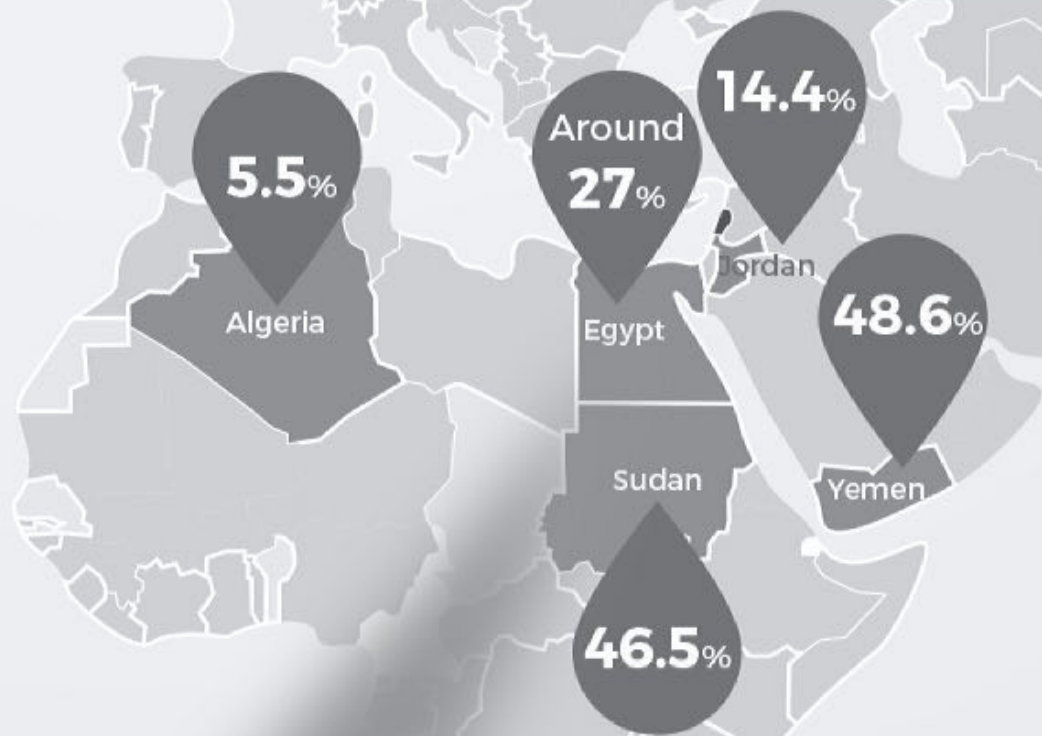 14.4%
Around
5.5%
27%
Jordan
48.6%
Algeria
Egypt
Sudan
Yemen
46.5%